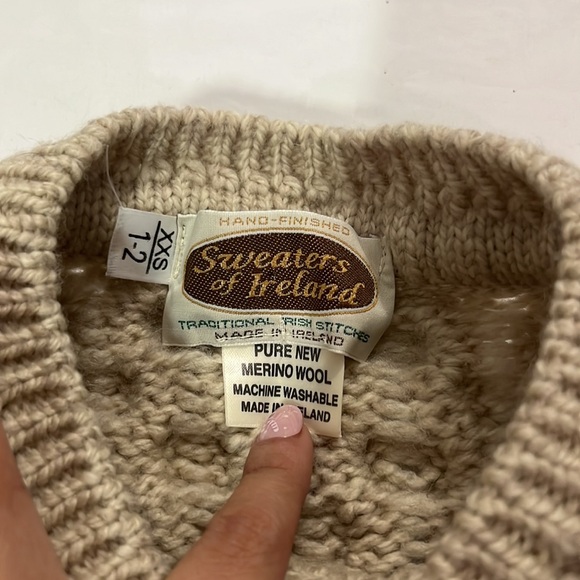 XXS
1-2
HAND-FINISHED
Sweaters
of Ireland
TRADITIONAL IRISH STITCHES
MADE IN IRELAND
PURE NEW
MERINO WOOL
MACHINE WASHABLE
MADE IN IRELAND